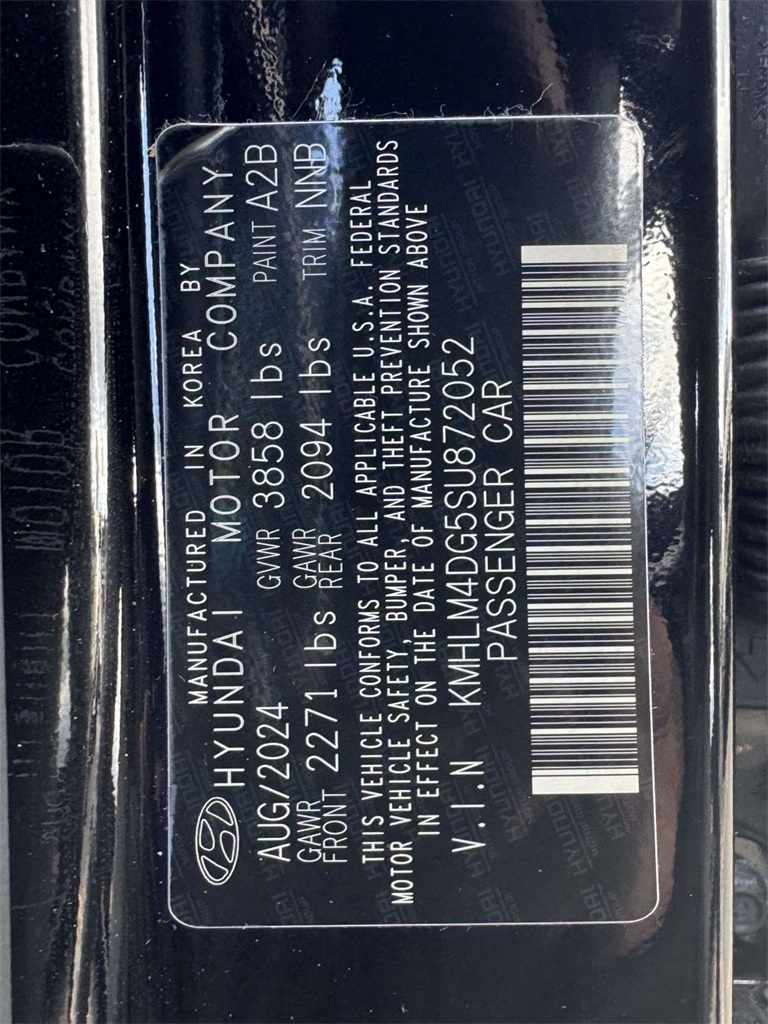 MANUFACTURED IN KOREA BY
HYUNDAI MOTOR COMPANY
AUG/2024 GVWR 3858 lbs PAINT A2B
GAWR FRONT 2271 lbs GAWR REAR 2094 lbs TRIM NNB
THIS VEHICLE CONFORMS TO ALL APPLICABLE U.S.A. FEDERAL
MOTOR VEHICLE SAFETY, BUMPER, AND THEFT PREVENTION STANDARDS
IN EFFECT ON THE DATE OF MANUFACTURE SHOWN ABOVE
V.I.N KMHLM4DG5SU872052
PASSENGER CAR